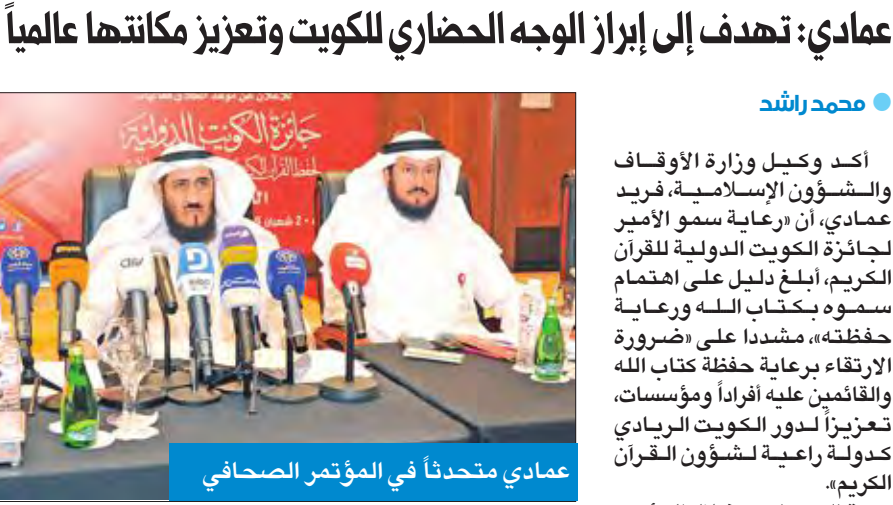 عمادي: تهدف إلى إبراز الوجه الحضاري للكويت وتعزيز مكانتها عالمياً
محمد راشد
أكد وكيل وزارة الأوقاف
والشؤون الإسلامية، فريد
عمادي، أن «رعاية سمو الأمير
لجائزة الكويت الدولية للقرآن
الكريم، أبلغ دليل على اهتمام
سموه بكتاب الله ورعاية
حفظته»، مشددا على «ضرورة
الارتقاء برعاية حفظة كتاب الله
والقائمين عليه أفراداً ومؤسسات،
تعزيزاً لدور الكويت الريادي
كدولة راعية لشؤون القرآن
الكريم».
جائزة الكويت الدولية
لحفظ القرآن
شعبان
عمادي متحدثاً في المؤتمر الصحافي